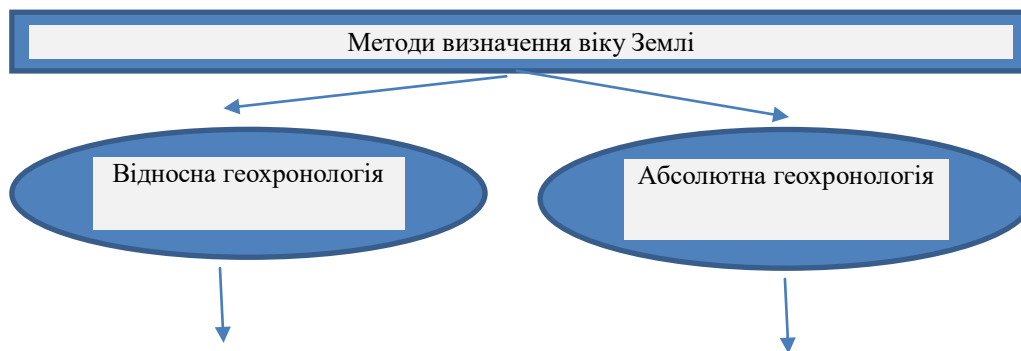 Методи визначення віку Землі
Відносна геохронологія
Абсолютна геохронологія